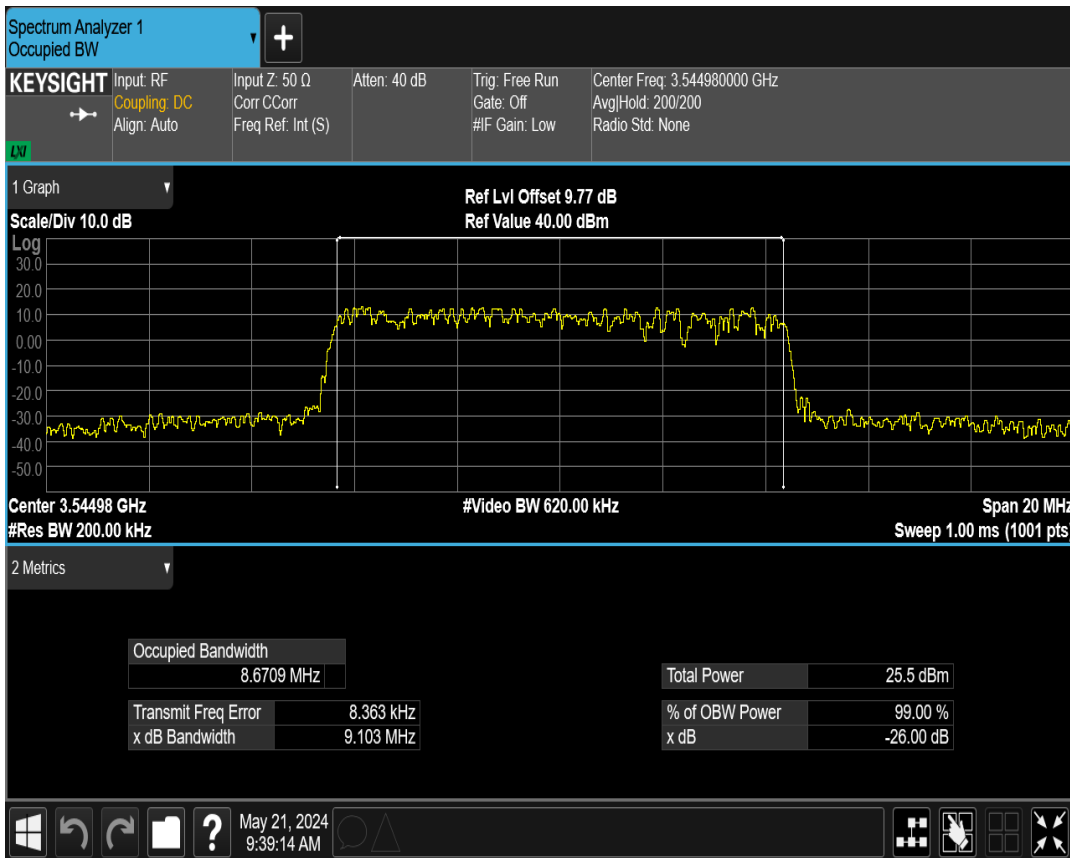 Spectrum Analyzer 1
Occupied BW
KEYSIGHT
LXI
Input: RF
Coupling: DC
Align: Auto
Input Z: 50 Ω
Corr CCorr
Freq Ref: Int (S)
Atten: 40 dB
Trig: Free Run
Gate: Off
#IF Gain: Low
Center Freq: 3.544980000 GHz
Avg|Hold: 200/200
Radio Std: None
1 Graph
Ref Lvl Offset 9.77 dB
Scale/Div 10.0 dB
Ref Value 40.00 dBm
Log
30.0
20.0
10.0
0.00
-10.0
-20.0
-30.0
-40.0
-50.0
Center 3.54498 GHz
#Video BW 620.00 kHz
Span 20 MHz
#Res BW 200.00 kHz
Sweep 1.00 ms (1001 pts)
2 Metrics
Occupied Bandwidth
8.6709 MHz
Total Power 25.5 dBm
Transmit Freq Error 8.363 kHz
% of OBW Power 99.00 %
x dB Bandwidth 9.103 MHz
x dB -26.00 dB
?
May 21, 2024
9:39:14 AM